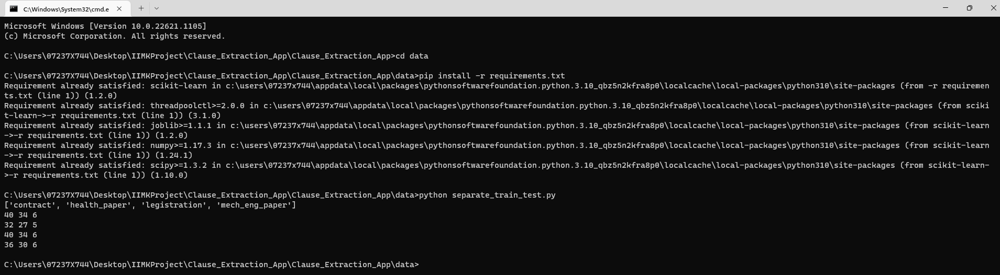 C:\Windows\System32\cmd.e
Microsoft Windows [Version 10.0.22621.1105]
(c) Microsoft Corporation. All rights reserved.
C:\Users\07237X744\Desktop\IIMKProject\Clause_Extraction_App\Clause_Extraction_App>cd data
C:\Users\07237X744\Desktop\IIMKProject\Clause_Extraction_App\Clause_Extraction_App\data>pip install -r requirements.txt
Requirement already satisfied: scikit-learn in c:\users\07237x744\appdata\local\packages\pythonsoftwarefoundation.python.3.10_qbz5n2kfra8p0\localcache\local-packages\python310\site-packages (from -r requiremen
ts.txt (line 1)) (1.2.0)
Requirement already satisfied: threadpoolctl>=2.0.0 in c:\users\07237x744\appdata\local\packages\pythonsoftwarefoundation.python.3.10_qbz5n2kfra8p0\localcache\local-packages\python310\site-packages (from sciki
t-learn->-r requirements.txt (line 1)) (3.1.0)
Requirement already satisfied: joblib>=1.1.1 in c:\users\07237x744\appdata\local\packages\pythonsoftwarefoundation.python.3.10_qbz5n2kfra8p0\localcache\local-packages\python310\site-packages (from scikit-learn
->-r requirements.txt (line 1)) (1.2.0)
Requirement already satisfied: numpy>=1.17.3 in c:\users\07237x744\appdata\local\packages\pythonsoftwarefoundation.python.3.10_qbz5n2kfra8p0\localcache\local-packages\python310\site-packages (from scikit-learn
->-r requirements.txt (line 1)) (1.24.1)
Requirement already satisfied: scipy>=1.3.2 in c:\users\07237x744\appdata\local\packages\pythonsoftwarefoundation.python.3.10_qbz5n2kfra8p0\localcache\local-packages\python310\site-packages (from scikit-learn-
>-r requirements.txt (line 1)) (1.10.0)
C:\Users\07237X744\Desktop\IIMKProject\Clause_Extraction_App\Clause_Extraction_App\data>python separate_train_test.py
['contract', 'health_paper', 'legistration', 'mech_eng_paper']
40 34 6
32 27 5
40 34 6
36 30 6
C:\Users\07237X744\Desktop\IIMKProject\Clause_Extraction_App\Clause_Extraction_App\data>